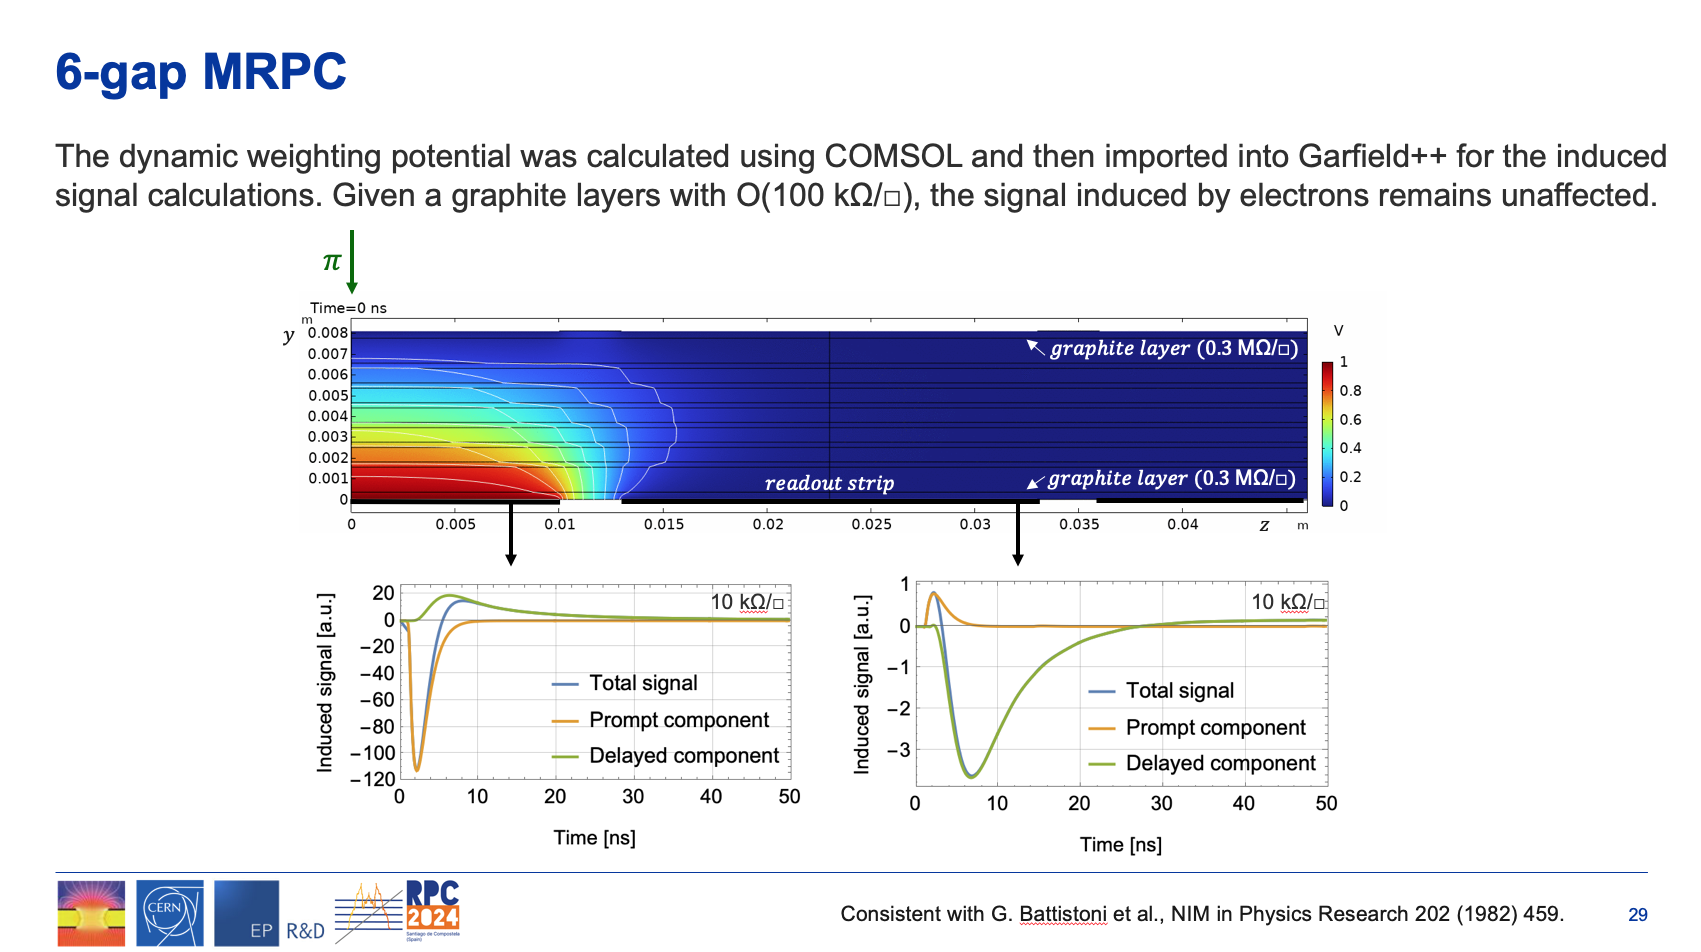 6-gap MRPC
The dynamic weighting potential was calculated using COMSOL and then imported into Garfield++ for the induced
signal calculations. Given a graphite layers with O(100 kΩ/□), the signal induced by electrons remains unaffected.
π
Time=0 ns
m
y
0.008
0.007
0.006
0.005
0.004
0.003
0.002
0.001
0
graphite layer (0.3 MΩ/□)
readout strip
graphite layer (0.3 MΩ/□)
0 0.005 0.01 0.015 0.02 0.025 0.03 0.035 0.04 z m
V
1
0.8
0.6
0.4
0.2
0
Induced signal [a.u.]
20
0
−20
−40
−60
−80
−100
−120
10 kΩ/□
Total signal
Prompt component
Delayed component
0 10 20 30 40 50
Time [ns]
Induced signal [a.u.]
1
0
−1
−2
−3
10 kΩ/□
Total signal
Prompt component
Delayed component
0 10 20 30 40 50
Time [ns]
CERN
EP R&D
RPC
2024
Santiago de Compostela
(Spain)
Consistent with G. Battistoni et al., NIM in Physics Research 202 (1982) 459.
29